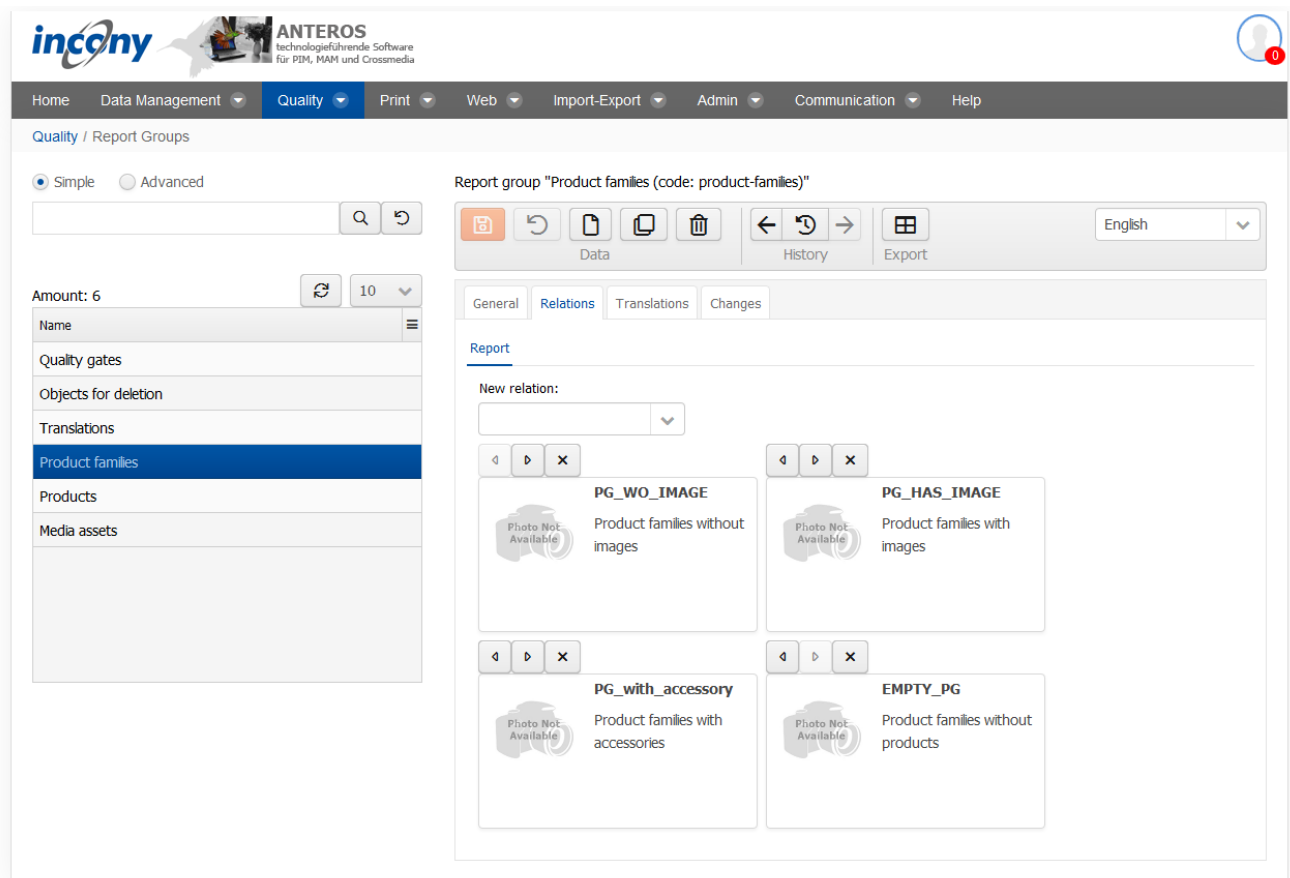 incony
ANTEROS
technologieführende Software
für PIM, MAM und Crossmedia
0
Home Data Management Quality Print Web Import-Export Admin Communication Help
Quality / Report Groups
Simple Advanced
Amount: 6
10
Name
Quality gates
Objects for deletion
Translations
Product families
Products
Media assets
Report group "Product families (code: product-families)"
English
Data History Export
General Relations Translations Changes
Report
New relation:
Photo Not
Available
PG_WO_IMAGE
Product families without
images
Photo Not
Available
PG_HAS_IMAGE
Product families with
images
Photo Not
Available
PG_with_accessory
Product families with
accessories
Photo Not
Available
EMPTY_PG
Product families without
products